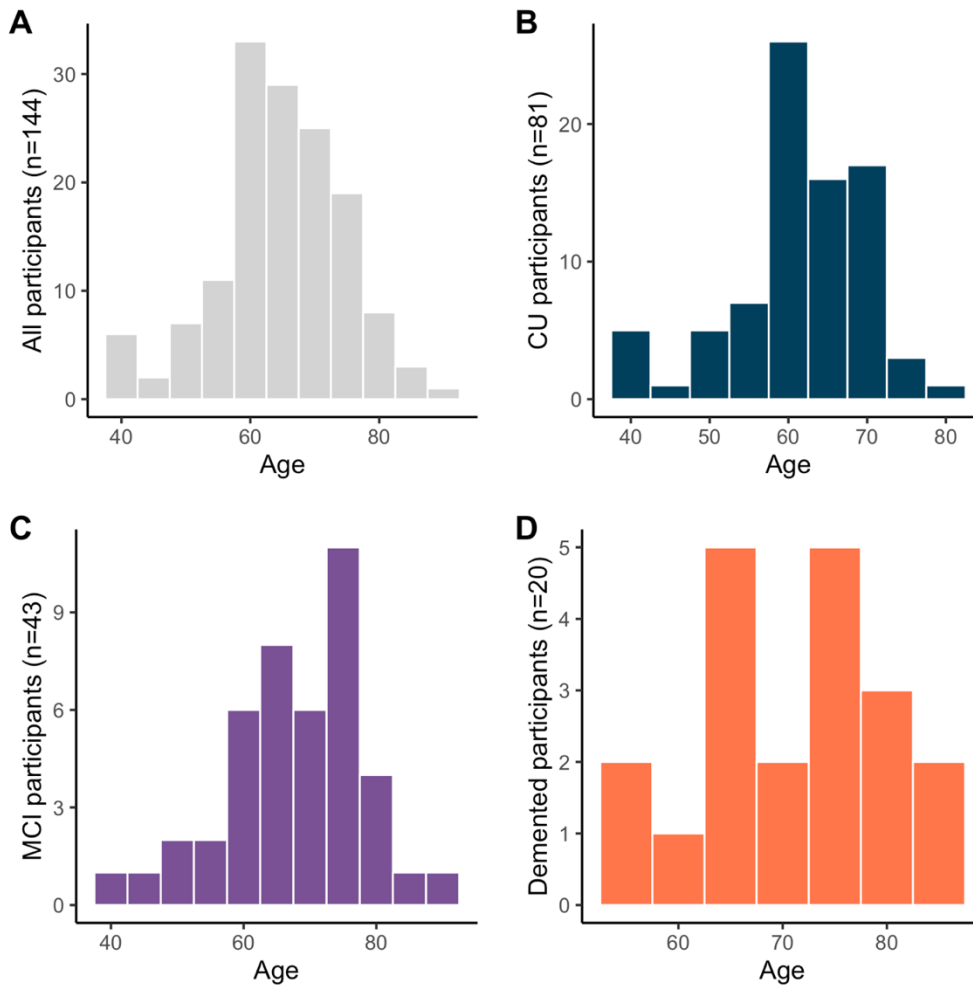 A
All participants (n=144)
30
20
10
0
40
60
80
Age
B
CU participants (n=81)
20
10
0
40
50
60
70
80
Age
C
MCI participants (n=43)
9
6
3
0
40
60
80
Age
D
Demented participants (n=20)
5
4
3
2
1
0
60
70
80
Age